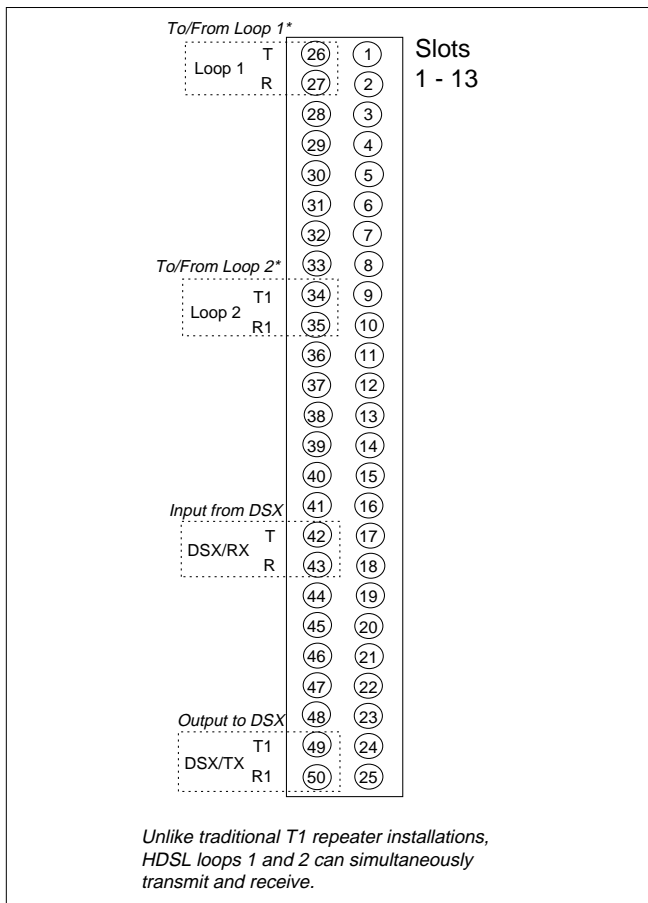 To/From Loop 1*
Loop 1 T 26 1 Slots
R 27 2 1 - 13
28 3
29 4
30 5
31 6
32 7
To/From Loop 2* 33 8
Loop 2 T1 34 9
R1 35 10
36 11
37 12
38 13
39 14
40 15
Input from DSX 41 16
DSX/RX T 42 17
R 43 18
44 19
45 20
46 21
47 22
Output to DSX 48 23
DSX/TX T1 49 24
R1 50 25
Unlike traditional T1 repeater installations,
HDSL loops 1 and 2 can simultaneously
transmit and receive.